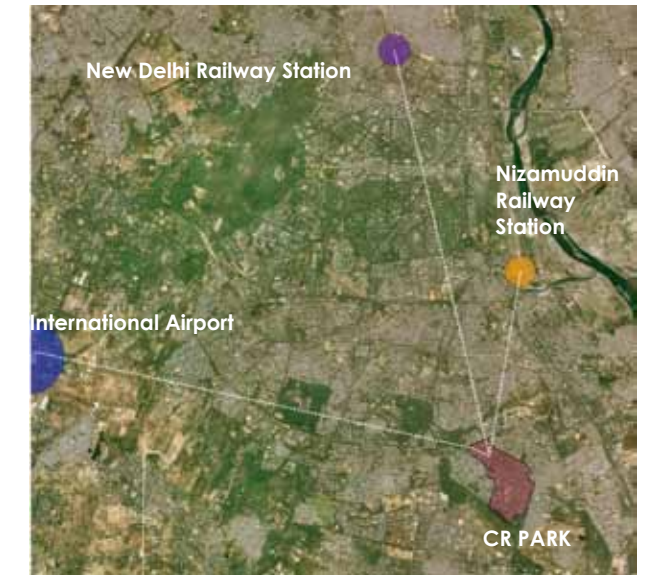 New Delhi Railway Station
Nizamuddin
Railway
Station
International Airport
CR PARK